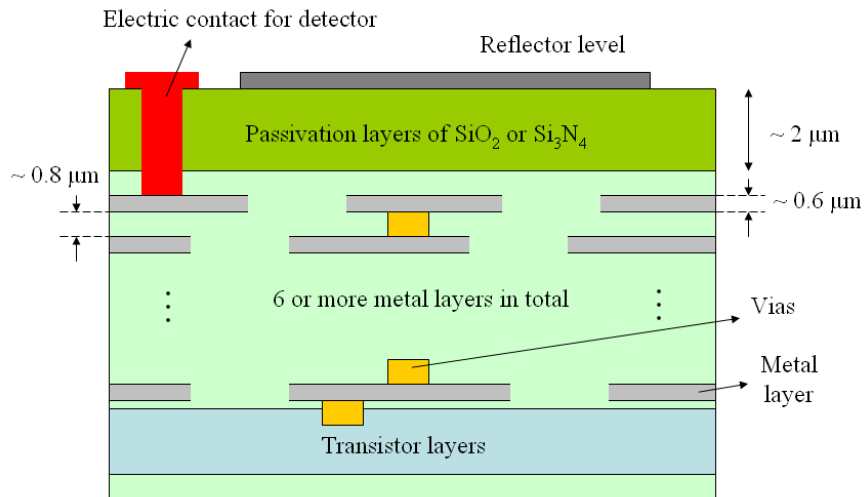 Electric contact for detector
Reflector level
Passivation layers of SiO₂ or Si₃N₄
~ 2 μm
~ 0.8 μm
~ 0.6 μm
6 or more metal layers in total
Vias
Metal
layer
Transistor layers